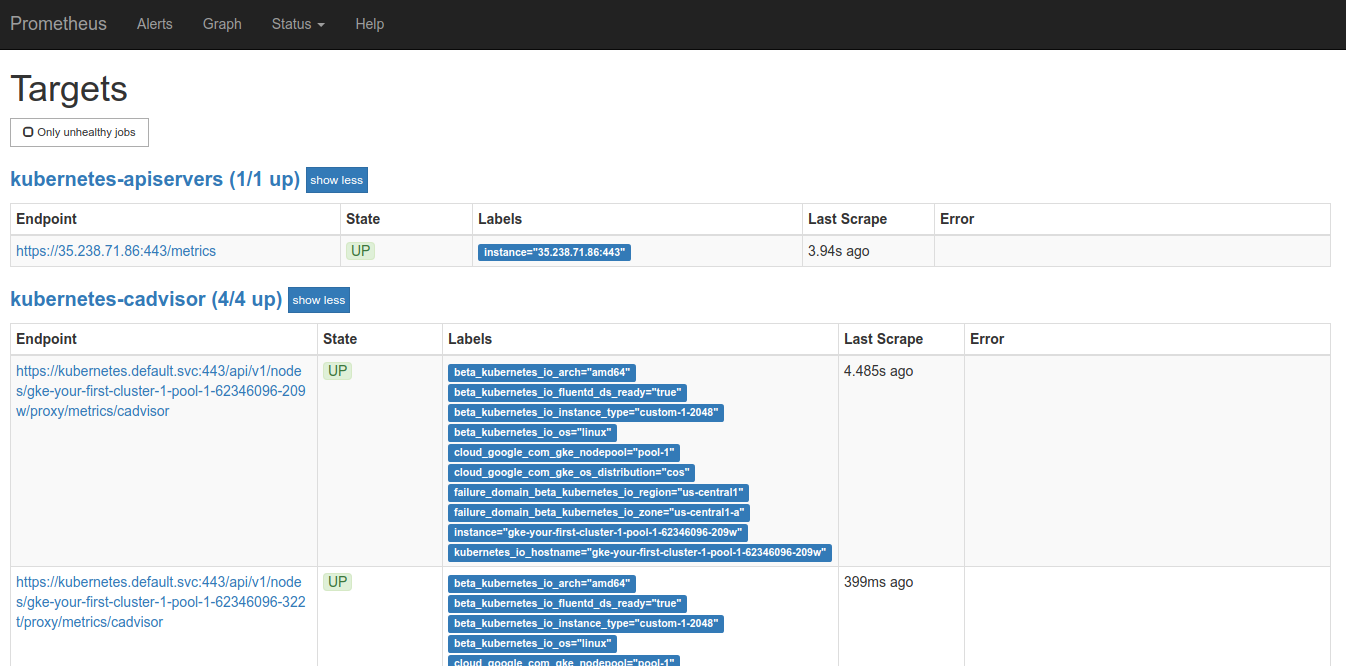 Prometheus Alerts Graph Status Help
Targets
Only unhealthy jobs
kubernetes-apiservers (1/1 up) show less
Endpoint State Labels Last Scrape Error
https://35.238.71.86:443/metrics UP instance="35.238.71.86:443" 3.94s ago
kubernetes-cadvisor (4/4 up) show less
Endpoint State Labels Last Scrape Error
https://kubernetes.default.svc:443/api/v1/node UP beta_kubernetes_io_arch="amd64" 4.485s ago
s/gke-your-first-cluster-1-pool-1-62346096-209 beta_kubernetes_io_fluentd_ds_ready="true"
w/proxy/metrics/cadvisor beta_kubernetes_io_instance_type="custom-1-2048"
beta_kubernetes_io_os="linux"
cloud_google_com_gke_nodepool="pool-1"
cloud_google_com_gke_os_distribution="cos"
failure_domain_beta_kubernetes_io_region="us-central1"
failure_domain_beta_kubernetes_io_zone="us-central1-a"
instance="gke-your-first-cluster-1-pool-1-62346096-209w"
kubernetes_io_hostname="gke-your-first-cluster-1-pool-1-62346096-209w"
https://kubernetes.default.svc:443/api/v1/node UP beta_kubernetes_io_arch="amd64" 399ms ago
s/gke-your-first-cluster-1-pool-1-62346096-322 beta_kubernetes_io_fluentd_ds_ready="true"
t/proxy/metrics/cadvisor beta_kubernetes_io_instance_type="custom-1-2048"
beta_kubernetes_io_os="linux"
cloud_google_com_gke_nodepool="pool-1"